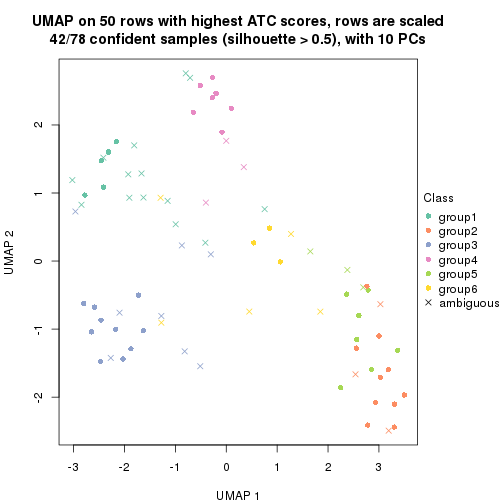 UMAP on 50 rows with highest ATC scores, rows are scaled
42/78 confident samples (silhouette > 0.5), with 10 PCs
UMAP 2
2
1
0
-1
-2
-3
-2
-1
0
1
2
3
UMAP 1
Class
group1
group2
group3
group4
group5
group6
ambiguous